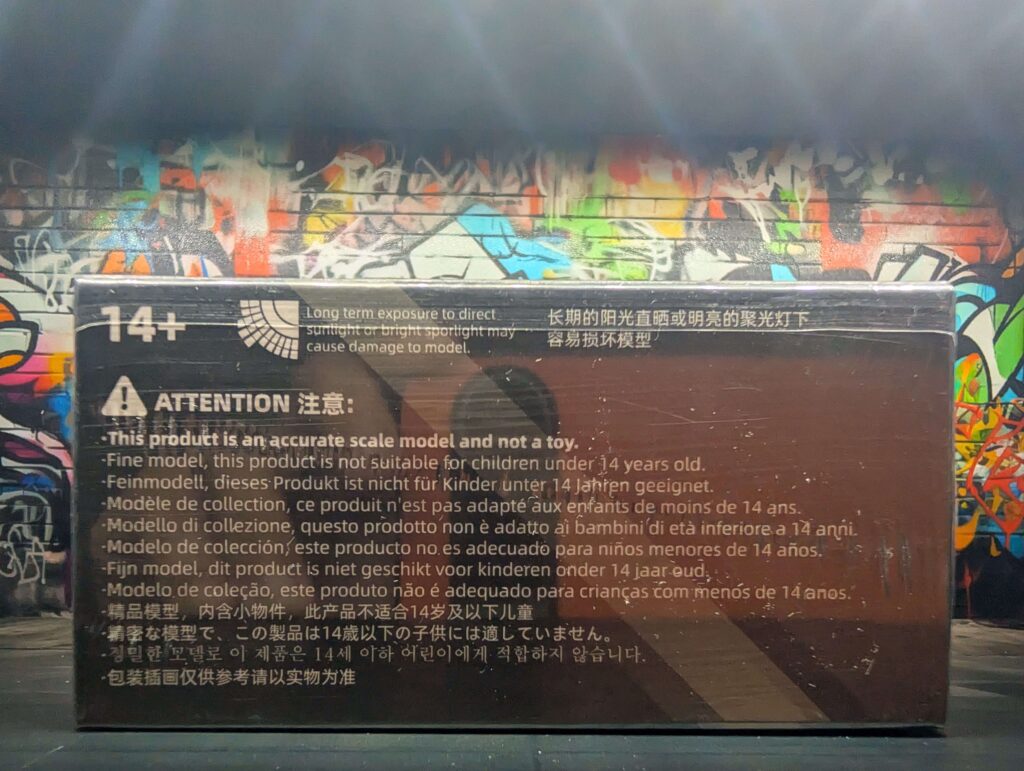 14+
Long term exposure to direct
sunlight or bright sporlight may
cause damage to model.
长期的阳光直晒或明亮的聚光灯下
容易损坏模型
ATTENTION 注意:
·This product is an accurate scale model and not a toy.
·Fine model, this product is not suitable for children under 14 years old.
·Feinmodell, dieses Produkt ist nicht für Kinder unter 14 Jahren geeignet.
·Modèle de collection, ce produit n'est pas adapté aux enfants de moins de 14 ans.
·Modello di collezione, questo prodotto non è adatto ai bambini di età inferiore a 14 anni.
·Modelo de colección, este producto no es adecuado para niños menores de 14 años.
·Fijn model, dit product is niet geschikt voor kinderen onder 14 jaar oud.
·Modelo de coleção, este produto não é adequado para crianças com menos de 14 anos.
·精品模型，内含小物件，此产品不适合14岁及以下儿童
·精密な模型で、この製品は14歳以下の子供には適していません。
·정밀한 모델로 이 제품은 14세 이하 어린이에게 적합하지 않습니다.
·包装插画仅供参考请以实物为准